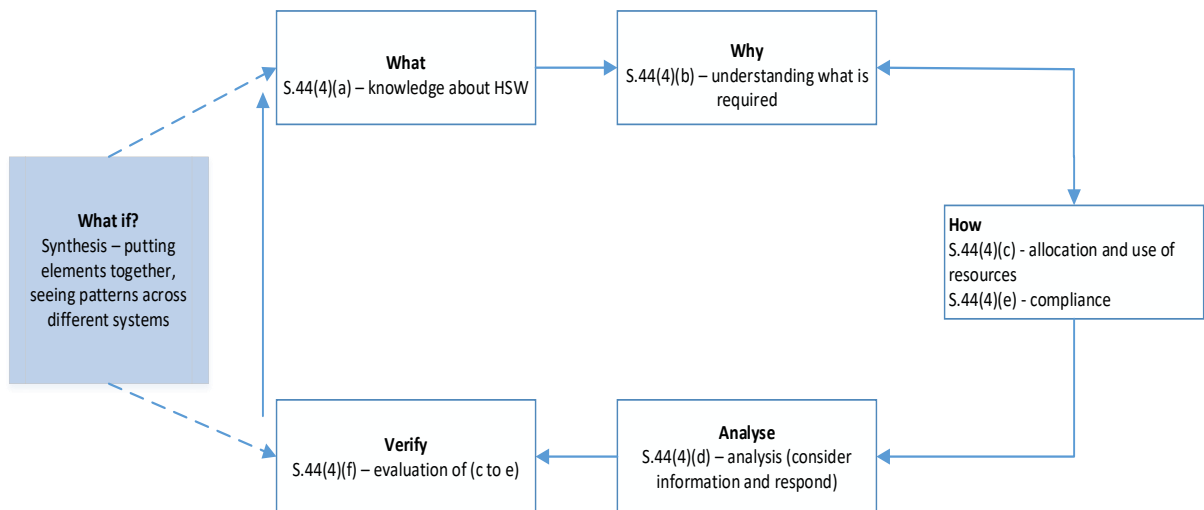 What
S.44(4)(a) – knowledge about HSW
Why
S.44(4)(b) – understanding what is
required
What if?
Synthesis – putting
elements together,
seeing patterns across
different systems
How
S.44(4)(c) - allocation and use of
resources
S.44(4)(e) - compliance
Verify
S.44(4)(f) – evaluation of (c to e)
Analyse
S.44(4)(d) – analysis (consider
information and respond)